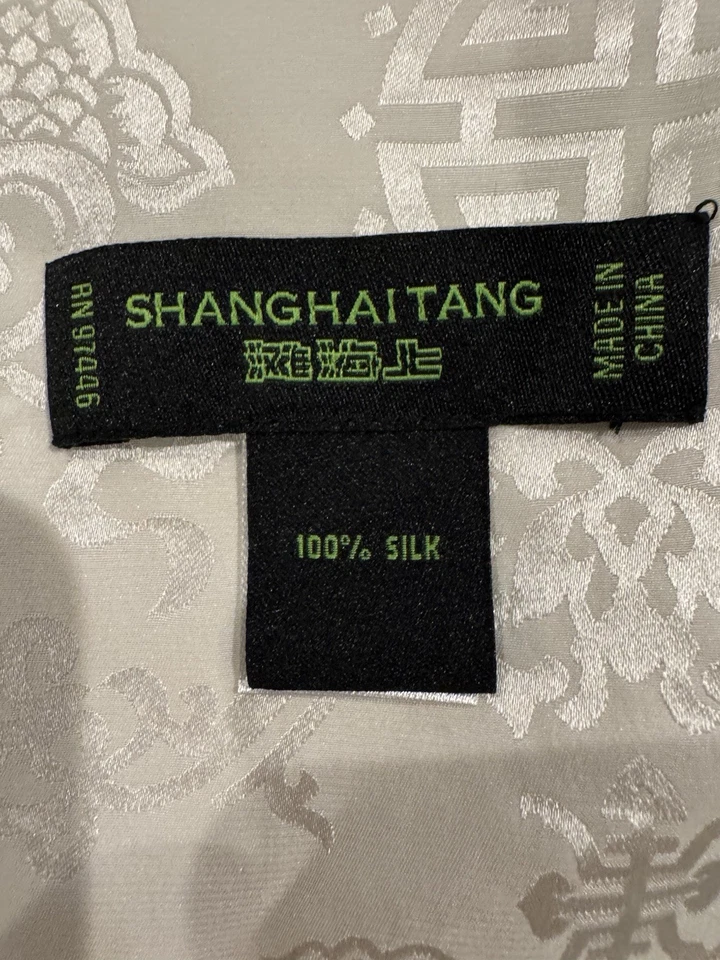 RN 97446
SHANGHAI TANG
灘海上
MADE IN
CHINA
100% SILK